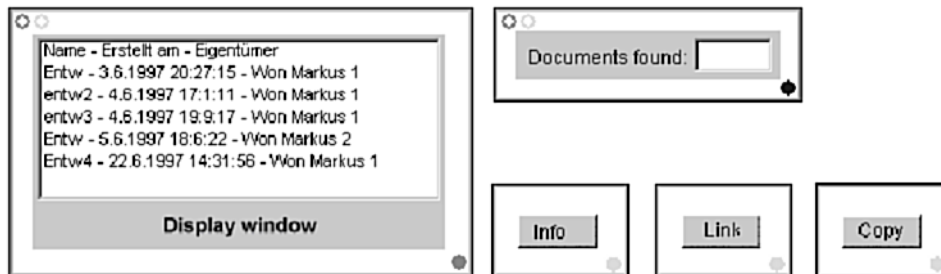 Name - Erstellt am - Eigentümer
Entw - 3.6.1997 20:27:15 - Won Markus 1
entw2 - 4.6.1997 17:1:11 - Won Markus 1
entw3 - 4.6.1997 19:9:17 - Won Markus 1
Entw - 5.6.1997 18:6:22 - Won Markus 2
Entw4 - 22.6.1997 14:31:56 - Won Markus 1
Display window
Documents found:
Info
Link
Copy